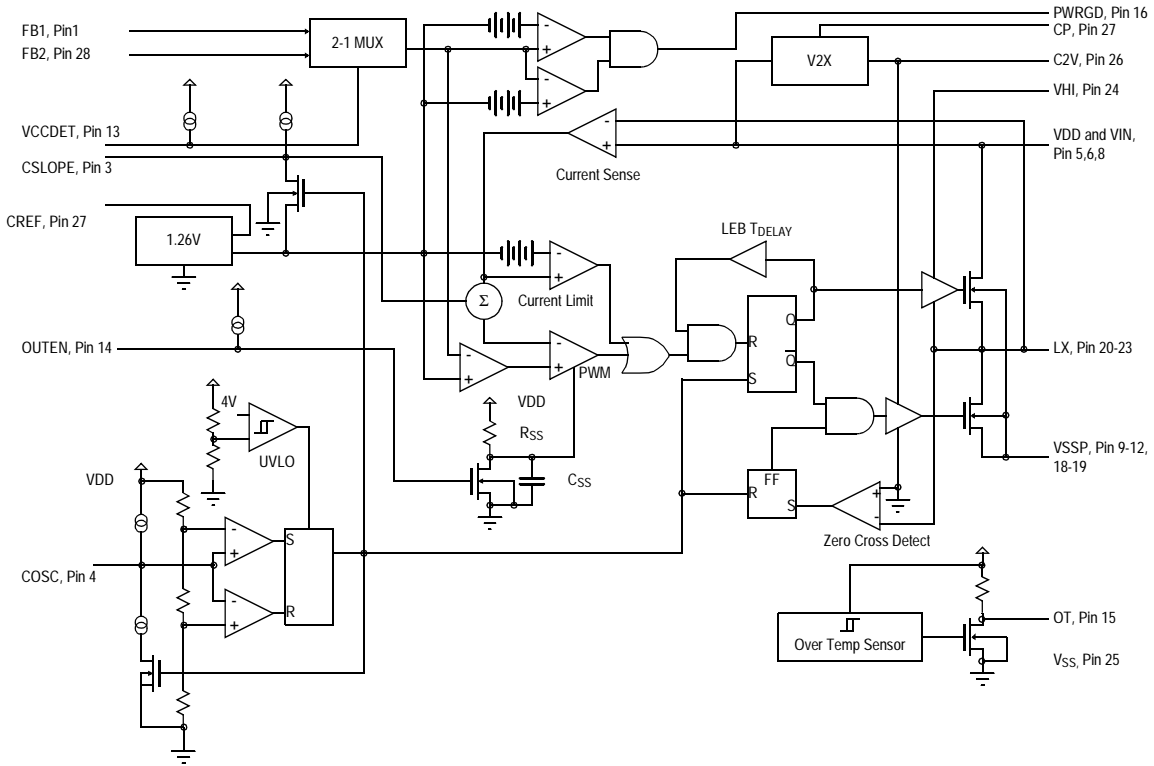 FB1, Pin1
FB2, Pin 28
2-1 MUX
PWRGD, Pin 16
CP, Pin 27
V2X
C2V, Pin 26
VHI, Pin 24
VCCDET, Pin 13
VDD and VIN,
Pin 5,6,8
CSLOPE, Pin 3
Current Sense
CREF, Pin 27
1.26V
LEB TDELAY
Current Limit
Σ
OUTEN, Pin 14
PWM
R
S
Q
Q
LX, Pin 20-23
4V
UVLO
VDD
RSS
CSS
VSSP, Pin 9-12,
18-19
VDD
FF
R
S
Zero Cross Detect
COSC, Pin 4
S
R
Over Temp Sensor
OT, Pin 15
VSS, Pin 25
- + - + - + - + - + - + + - - + - +